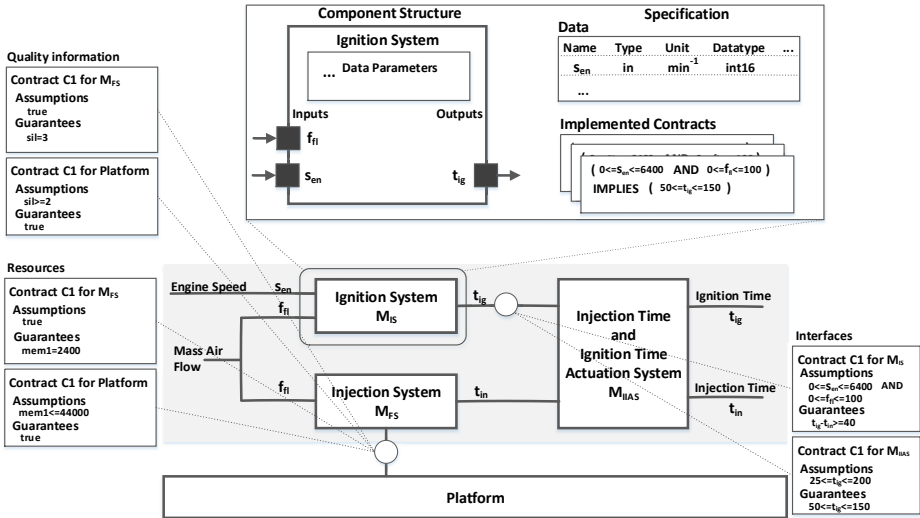 Component Structure
Ignition System
... Data Parameters
Inputs
Outputs
f_fl
s_en
t_ig
Specification
Data
Name Type Unit Datatype ...
s_en in min^-1 int16
...
Implemented Contracts
( 0<=s_en<=6400 AND 0<=f_fl<=100 )
IMPLIES ( 50<=t_ig<=150 )
Quality information
Contract C1 for M_FS
Assumptions
true
Guarantees
sil=3
Contract C1 for Platform
Assumptions
sil>=2
Guarantees
true
Resources
Contract C1 for M_FS
Assumptions
true
Guarantees
mem1=2400
Contract C1 for Platform
Assumptions
mem1<=44000
Guarantees
true
Engine Speed
s_en
f_fl
Mass Air
Flow
f_fl
Ignition System
M_IS
t_ig
Injection System
M_FS
t_in
Injection Time
and
Ignition Time
Actuation System
M_IIAS
Ignition Time
t_ig
Injection Time
t_in
Platform
Interfaces
Contract C1 for M_IS
Assumptions
0<=s_en<=6400 AND
0<=f_fl<=100
Guarantees
t_ig-t_in>=40
Contract C1 for M_IIAS
Assumptions
25<=t_ig<=200
Guarantees
50<=t_ig<=150